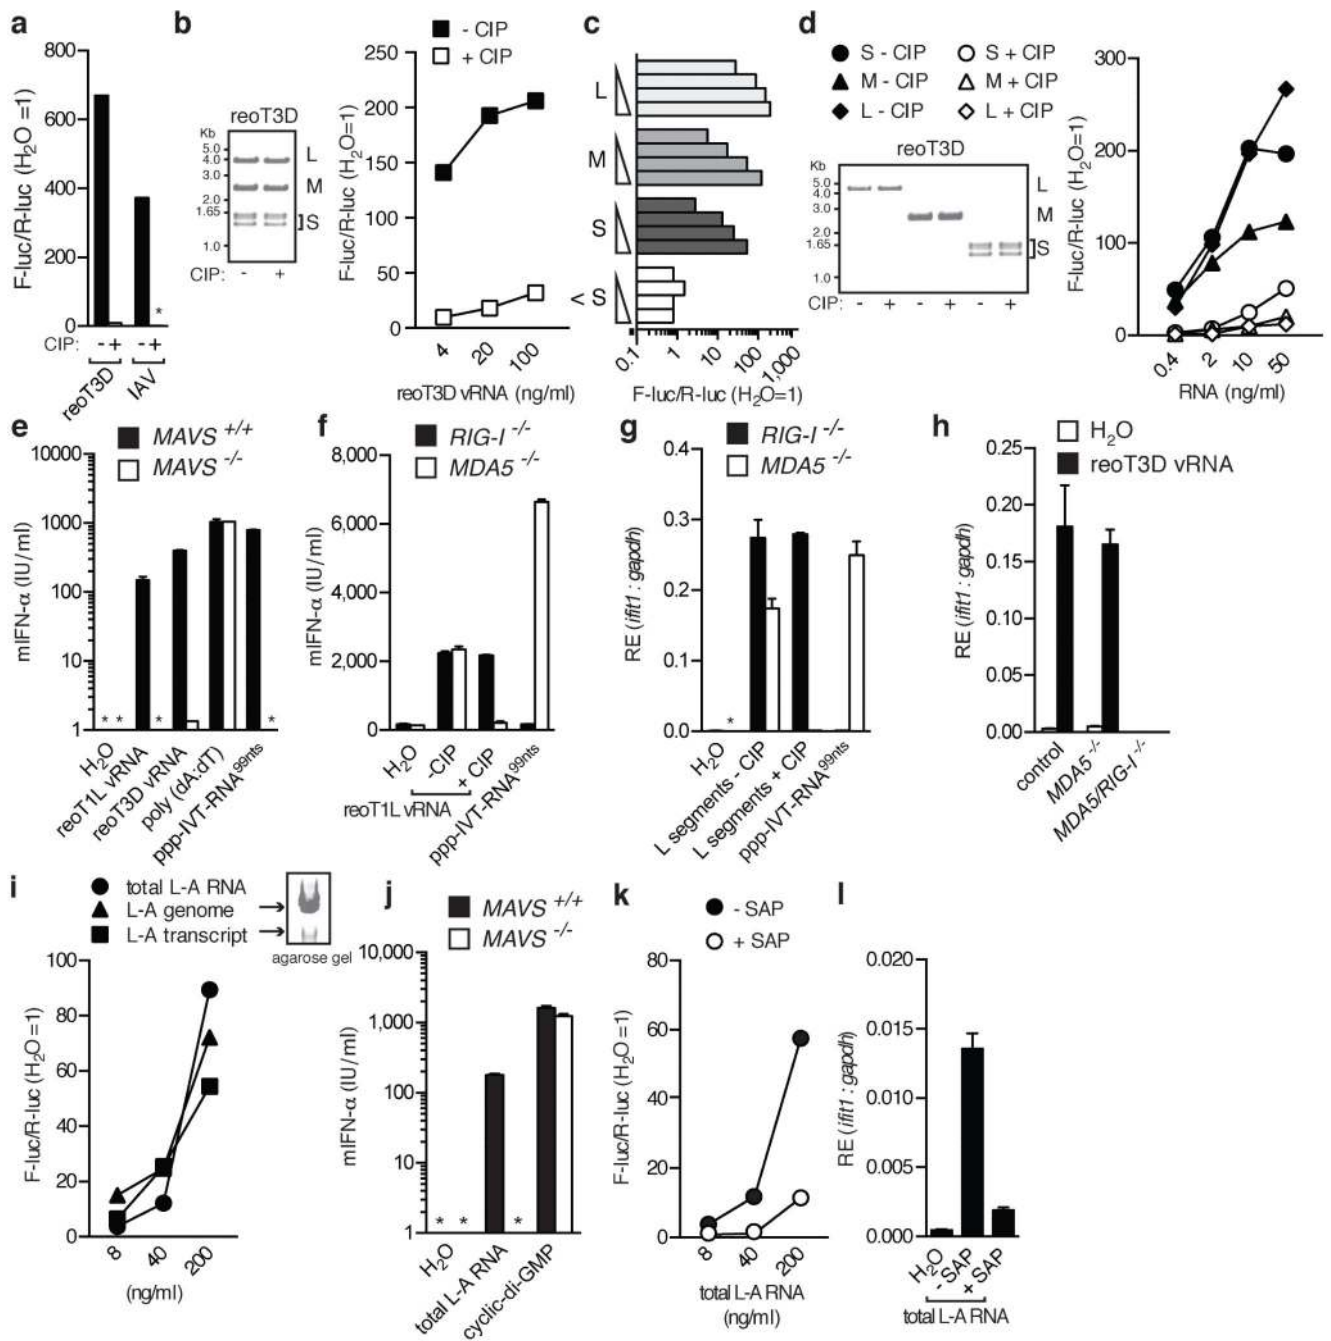 a
800
600
400
200
0
F-luc/R-luc (H2O =1)
*
CIP: - + - +
reoT3D
IAV
b
reoT3D
Kb
5.0
4.0
3.0
2.0
1.65
1.0
L
M
S
CIP: - +
- CIP
+ CIP
250
200
150
100
50
0
F-luc/R-luc (H2O=1)
4 20 100
reoT3D vRNA (ng/ml)
c
L
M
S
< S
0.1 1 10 100 1,000
F-luc/R-luc (H2O=1)
d
S - CIP
M - CIP
L - CIP
S + CIP
M + CIP
L + CIP
reoT3D
Kb
5.0
4.0
3.0
2.0
1.65
1.0
L
M
S
CIP: - + - + - +
300
200
100
0
F-luc/R-luc (H2O=1)
0.4 2 10 50
RNA (ng/ml)
e
MAVS +/+
MAVS -/-
10000
1000
100
10
1
mIFN-α (IU/ml)
* * * *
H2O
reoT1L vRNA
reoT3D vRNA
poly (dA:dT)
ppp-IVT-RNA99nts
f
RIG-I -/-
MDA5 -/-
8,000
6,000
4,000
2,000
0
mIFN-α (IU/ml)
H2O
-CIP
+ CIP
reoT1L vRNA
ppp-IVT-RNA99nts
g
RIG-I -/-
MDA5 -/-
0.4
0.3
0.2
0.1
0.0
RE (ifit1 : gapdh)
*
H2O
L segments - CIP
L segments + CIP
ppp-IVT-RNA99nts
h
H2O
reoT3D vRNA
0.25
0.20
0.15
0.10
0.05
0.00
RE (ifit1 : gapdh)
control
MDA5-/-
MDA5/RIG-I-/-
i
total L-A RNA
L-A genome
L-A transcript
agarose gel
100
80
60
40
20
0
F-luc/R-luc (H2O=1)
8 40 200
(ng/ml)
j
MAVS +/+
MAVS -/-
10,000
1,000
100
10
1
mIFN-α (IU/ml)
* * *
H2O
total L-A RNA
cyclic-di-GMP
k
- SAP
+ SAP
80
60
40
20
0
F-luc/R-luc (H2O=1)
8 40 200
total L-A RNA
(ng/ml)
l
0.020
0.015
0.010
0.005
0.000
RE (ifit1 : gapdh)
H2O
- SAP
+ SAP
total L-A RNA